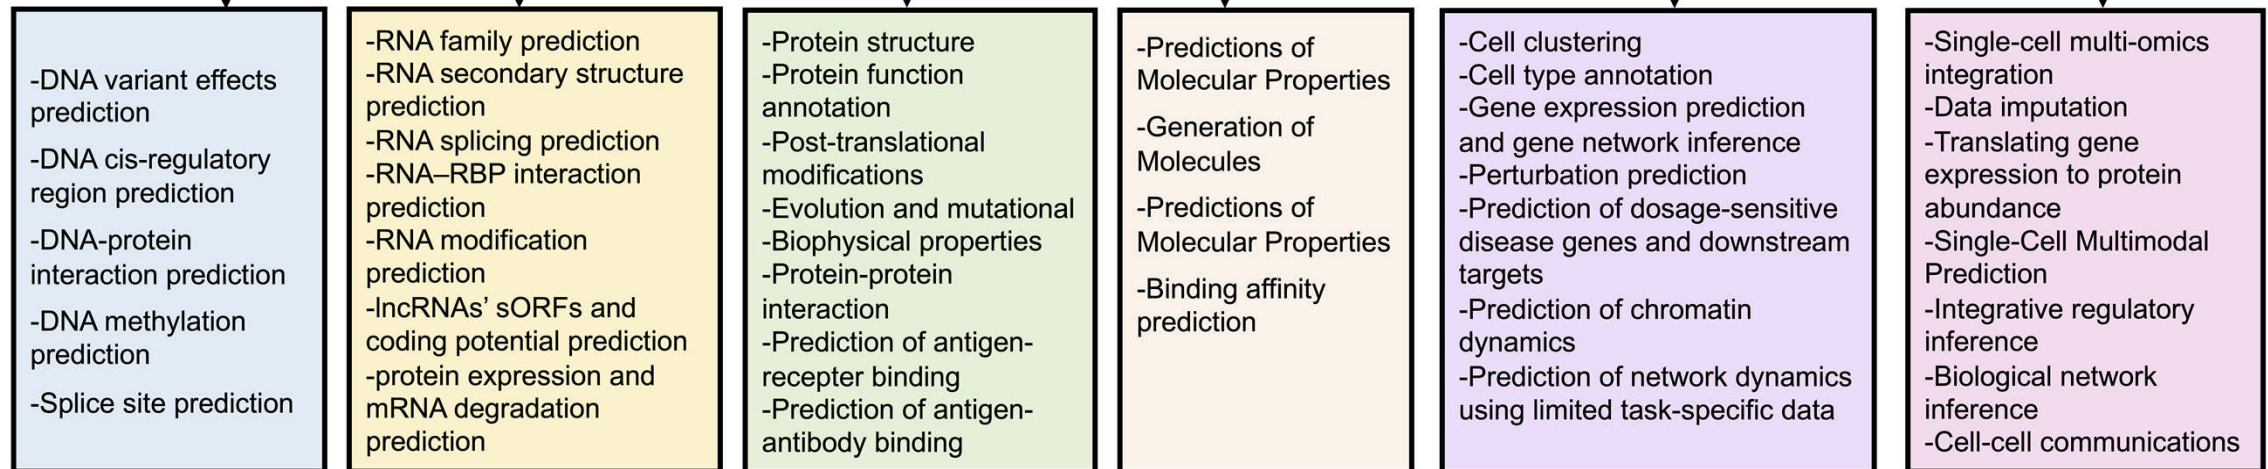 -DNA variant effects
prediction
-DNA cis-regulatory
region prediction
-DNA-protein
interaction prediction
-DNA methylation
prediction
-Splice site prediction
-RNA family prediction
-RNA secondary structure
prediction
-RNA splicing prediction
-RNA–RBP interaction
prediction
-RNA modification
prediction
-lncRNAs’ sORFs and
coding potential prediction
-protein expression and
mRNA degradation
prediction
-Protein structure
-Protein function
annotation
-Post-translational
modifications
-Evolution and mutational
-Biophysical properties
-Protein-protein
interaction
-Prediction of antigen-
recepter binding
-Prediction of antigen-
antibody binding
-Predictions of
Molecular Properties
-Generation of
Molecules
-Predictions of
Molecular Properties
-Binding affinity
prediction
-Cell clustering
-Cell type annotation
-Gene expression prediction
and gene network inference
-Perturbation prediction
-Prediction of dosage-sensitive
disease genes and downstream
targets
-Prediction of chromatin
dynamics
-Prediction of network dynamics
using limited task-specific data
-Single-cell multi-omics
integration
-Data imputation
-Translating gene
expression to protein
abundance
-Single-Cell Multimodal
Prediction
-Integrative regulatory
inference
-Biological network
inference
-Cell-cell communications